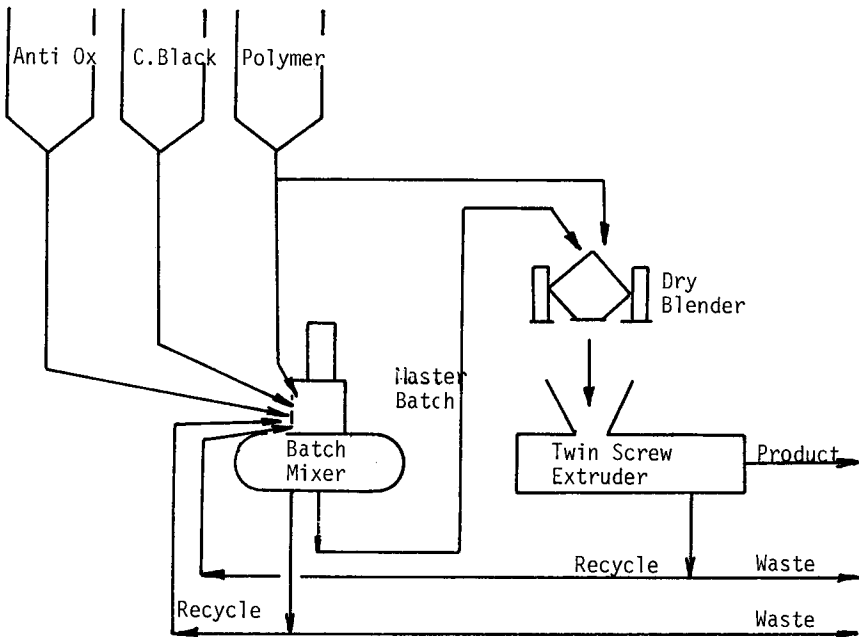 Anti Ox
C.Black
Polymer
Dry
Blender
Master
Batch
Batch
Mixer
Twin Screw
Extruder
Product
Recycle
Waste
Recycle
Waste